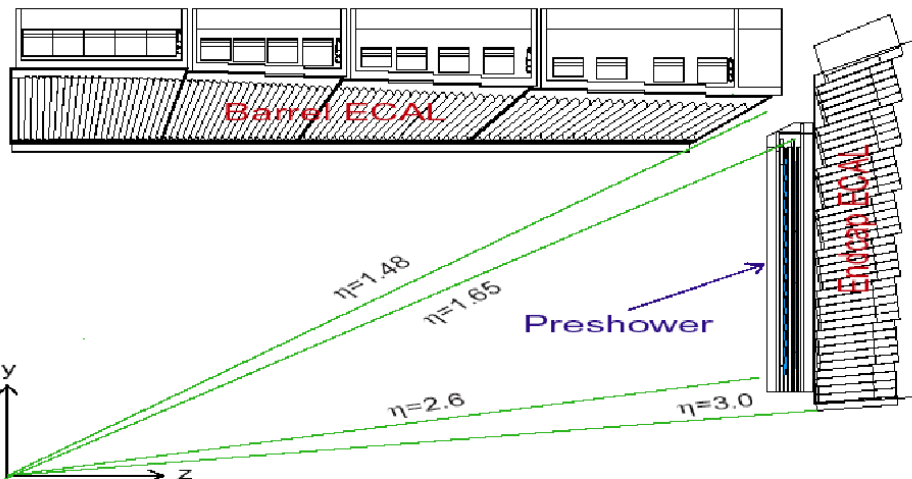 Barrel ECAL
Endcap ECAL
η=1.48
η=1.65
Preshower
η=2.6
η=3.0
y
z